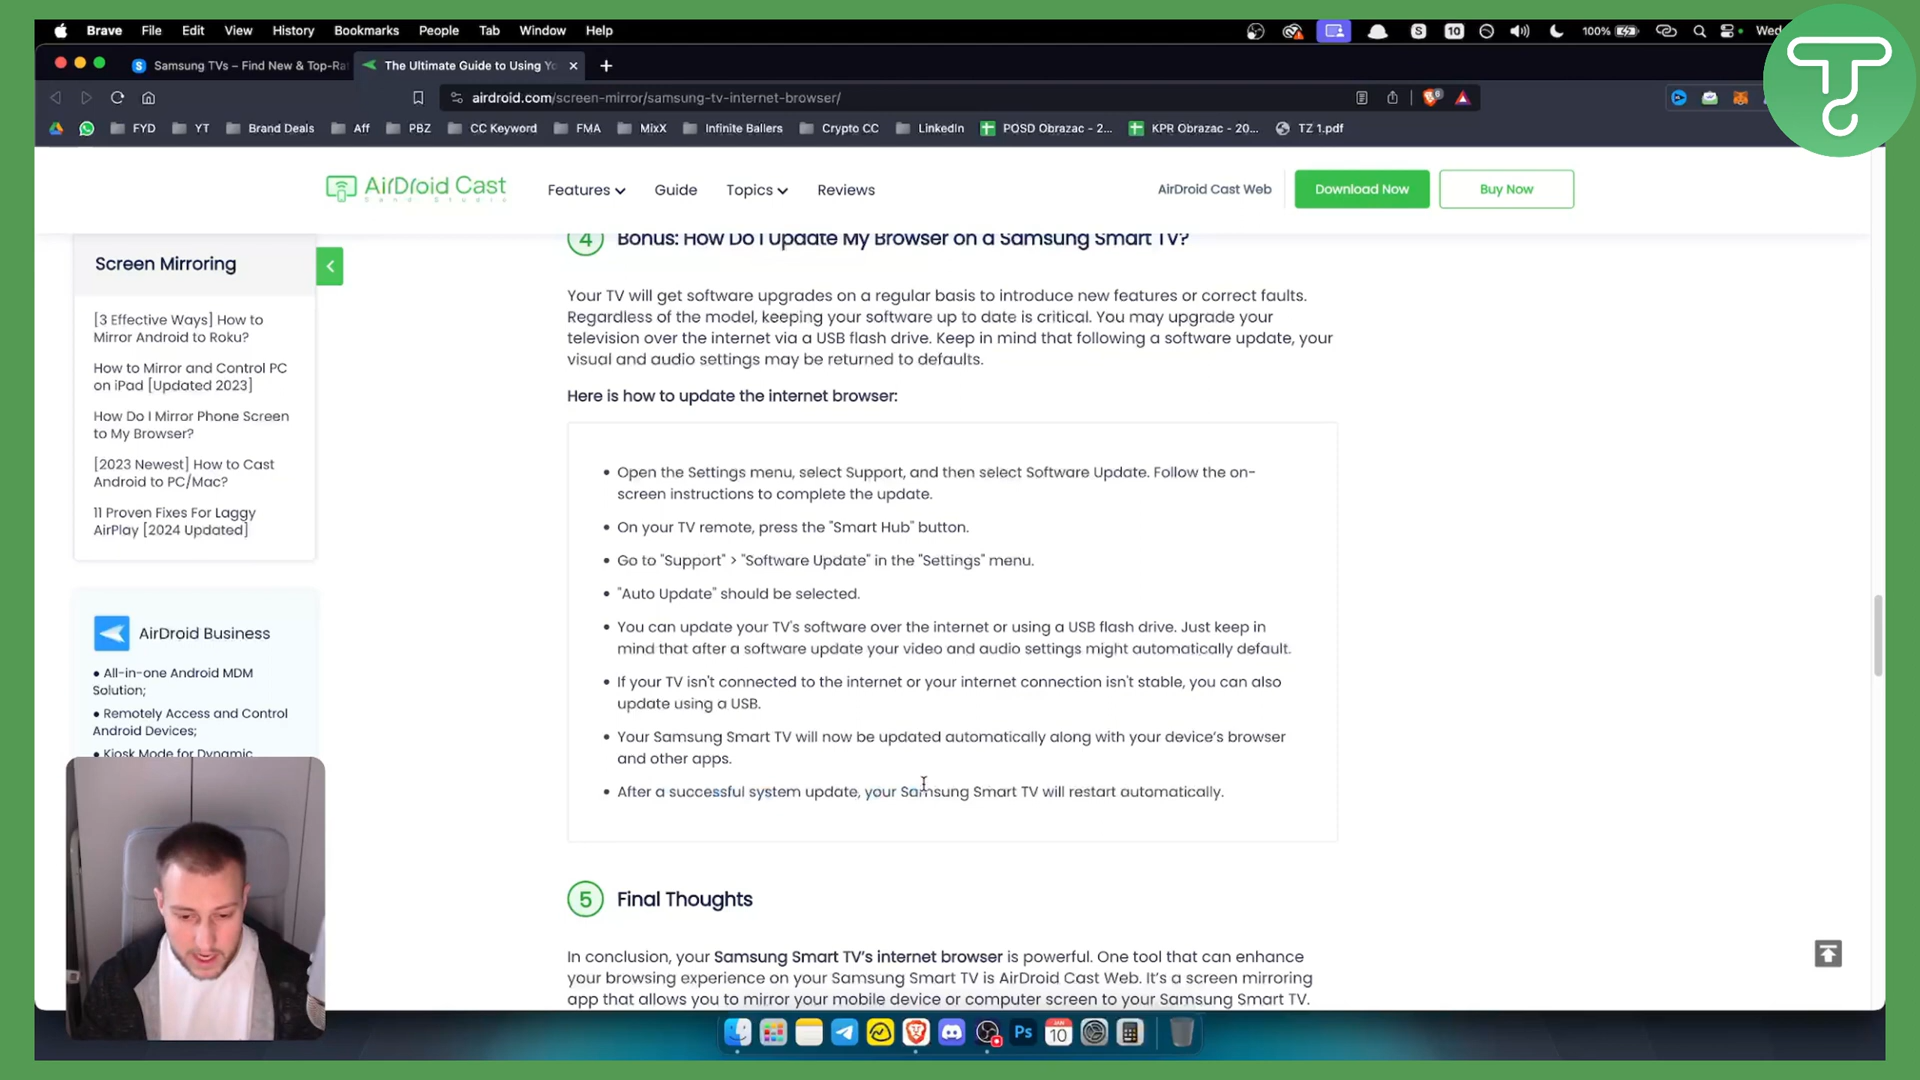 Brave File Edit View History Bookmarks People Tab Window Help 10 100% Wed
Samsung TVs – Find New & Top-Ra The Ultimate Guide to Using Yo
airdroid.com/screen-mirror/samsung-tv-internet-browser/
FYD YT Brand Deals Aff PBZ CC Keyword FMA MixX Infinite Ballers Crypto CC LinkedIn POSD Obrazac - 2... KPR Obrazac - 20... TZ 1.pdf
AirDroid Cast
Sand Studio
Features Guide Topics Reviews AirDroid Cast Web Download Now Buy Now
Screen Mirroring
[3 Effective Ways] How to
Mirror Android to Roku?
How to Mirror and Control PC
on iPad [Updated 2023]
How Do I Mirror Phone Screen
to My Browser?
[2023 Newest] How to Cast
Android to PC/Mac?
11 Proven Fixes For Laggy
AirPlay [2024 Updated]
AirDroid Business
• All-in-one Android MDM
Solution;
• Remotely Access and Control
Android Devices;
• Kiosk Mode for Dynamic
4 Bonus: How Do I Update My Browser on a Samsung Smart TV?
Your TV will get software upgrades on a regular basis to introduce new features or correct faults.
Regardless of the model, keeping your software up to date is critical. You may upgrade your
television over the internet via a USB flash drive. Keep in mind that following a software update, your
visual and audio settings may be returned to defaults.
Here is how to update the internet browser:
• Open the Settings menu, select Support, and then select Software Update. Follow the on-
screen instructions to complete the update.
• On your TV remote, press the "Smart Hub" button.
• Go to "Support" > "Software Update" in the "Settings" menu.
• "Auto Update" should be selected.
• You can update your TV's software over the internet or using a USB flash drive. Just keep in
mind that after a software update your video and audio settings might automatically default.
• If your TV isn't connected to the internet or your internet connection isn't stable, you can also
update using a USB.
• Your Samsung Smart TV will now be updated automatically along with your device's browser
and other apps.
• After a successful system update, your Samsung Smart TV will restart automatically.
5 Final Thoughts
In conclusion, your Samsung Smart TV's internet browser is powerful. One tool that can enhance
your browsing experience on your Samsung Smart TV is AirDroid Cast Web. It's a screen mirroring
app that allows you to mirror your mobile device or computer screen to your Samsung Smart TV.
Ps JAN 10